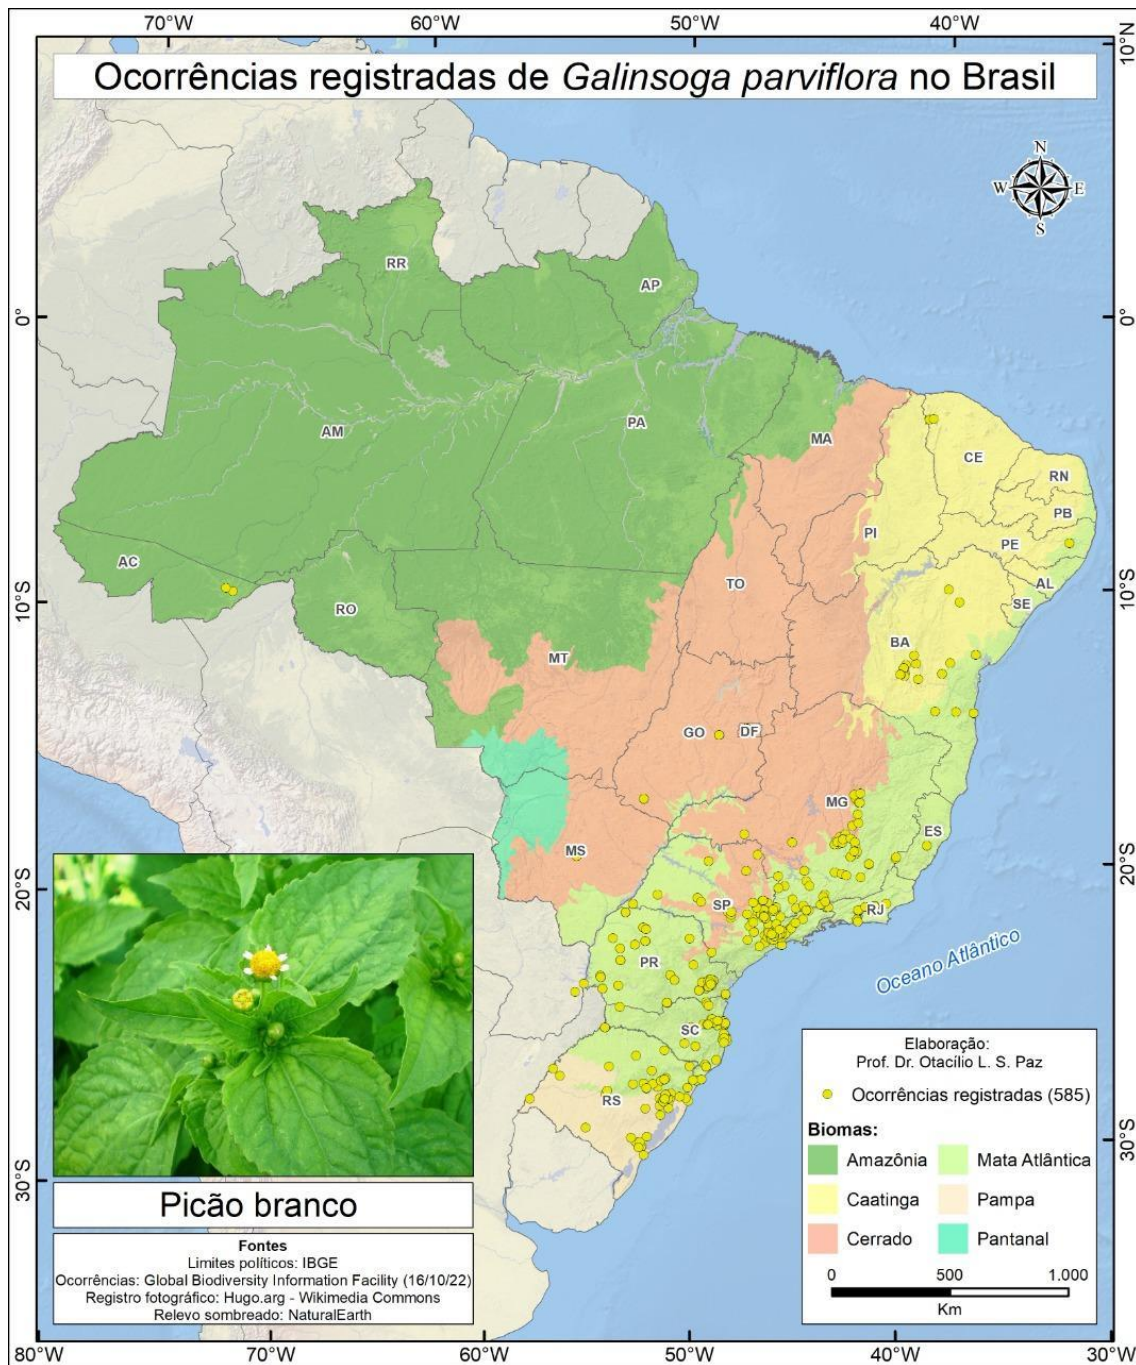 70°W
60°W
50°W
40°W
10°N
Ocorrências registradas de Galinsoga parviflora no Brasil
N
W
E
S
RR
AP
0°
0°
AM
PA
MA
CE
RN
PB
PI
PE
AC
TO
AL
10°S
RO
SE
10°S
BA
MT
GO
DF
MG
ES
MS
20°S
20°S
SP
RJ
PR
Oceano Atlântico
SC
RS
Elaboração:
Prof. Dr. Otacílio L. S. Paz
Ocorrências registradas (585)
Biomas:
Amazônia
Mata Atlântica
Caatinga
Pampa
Cerrado
Pantanal
0
500
1.000
Km
30°S
30°S
Picão branco
Fontes
Limites políticos: IBGE
Ocorrências: Global Biodiversity Information Facility (16/10/22)
Registro fotográfico: Hugo.arg - Wikimedia Commons
Relevo sombreado: NaturalEarth
80°W
70°W
60°W
50°W
40°W
30°W